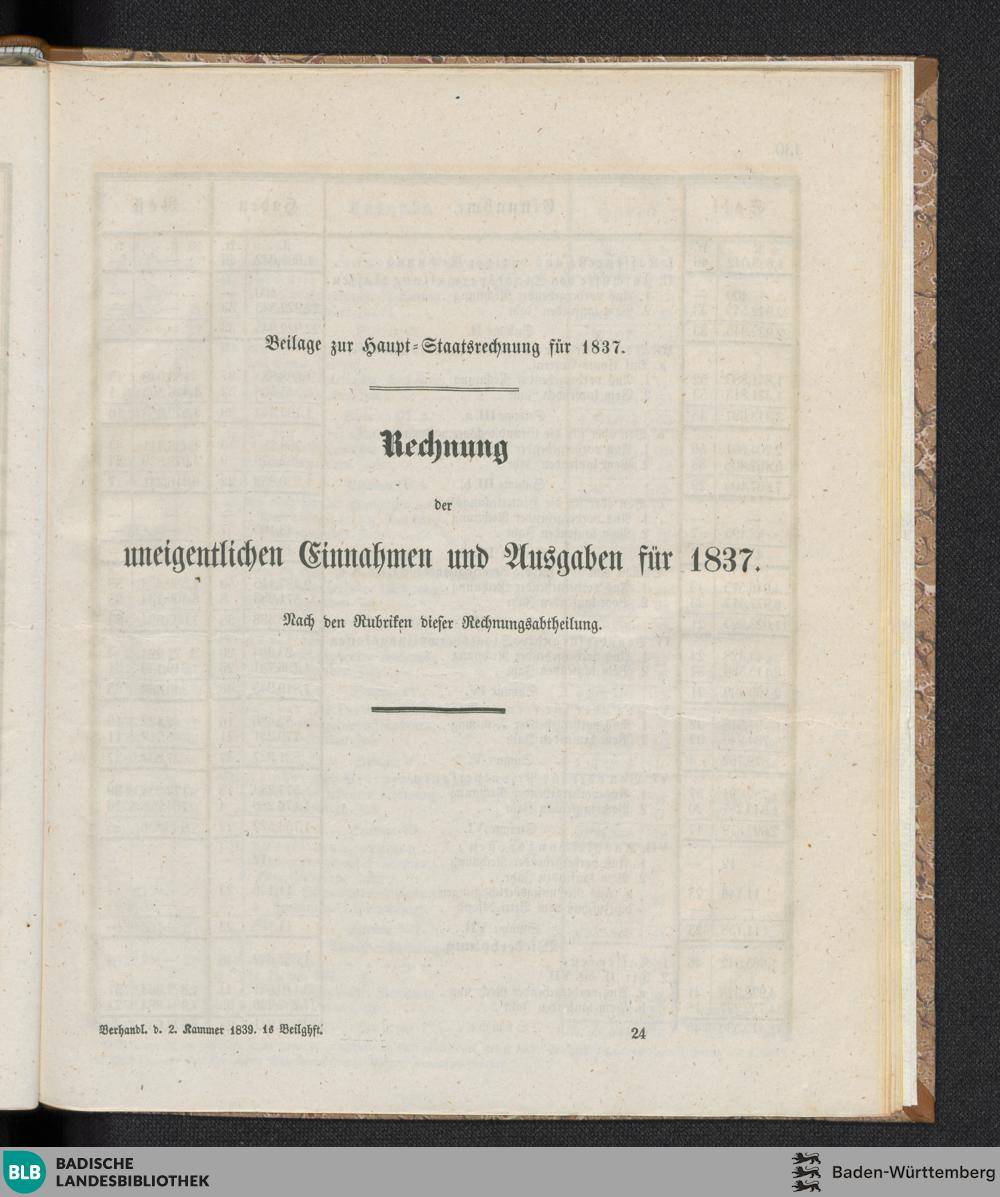 Beilage zur Haupt-Staatsrechnung für 1837.
Rechnung
der
uneigentlichen Einnahmen und Ausgaben für 1837.
Nach den Rubriken dieser Rechnungsabtheilung.
Verhandl. d. 2. Kammer 1839. 1s Beilghft.
24
BLB
BADISCHE
LANDESBIBLIOTHEK
Baden-Württemberg